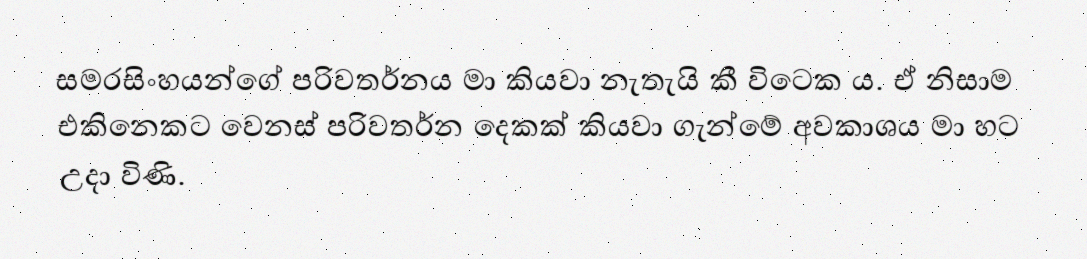 සමරසිංහයන්ගේ පරිවතර්නය මා කියවා නැතැයි කී විටෙක ය. ඒ නිසාම
එකිනෙකට වෙනස් පරිවතර්න දෙකක් කියවා ගැන්මේ අවකාශය මා හට
උදා විණි.